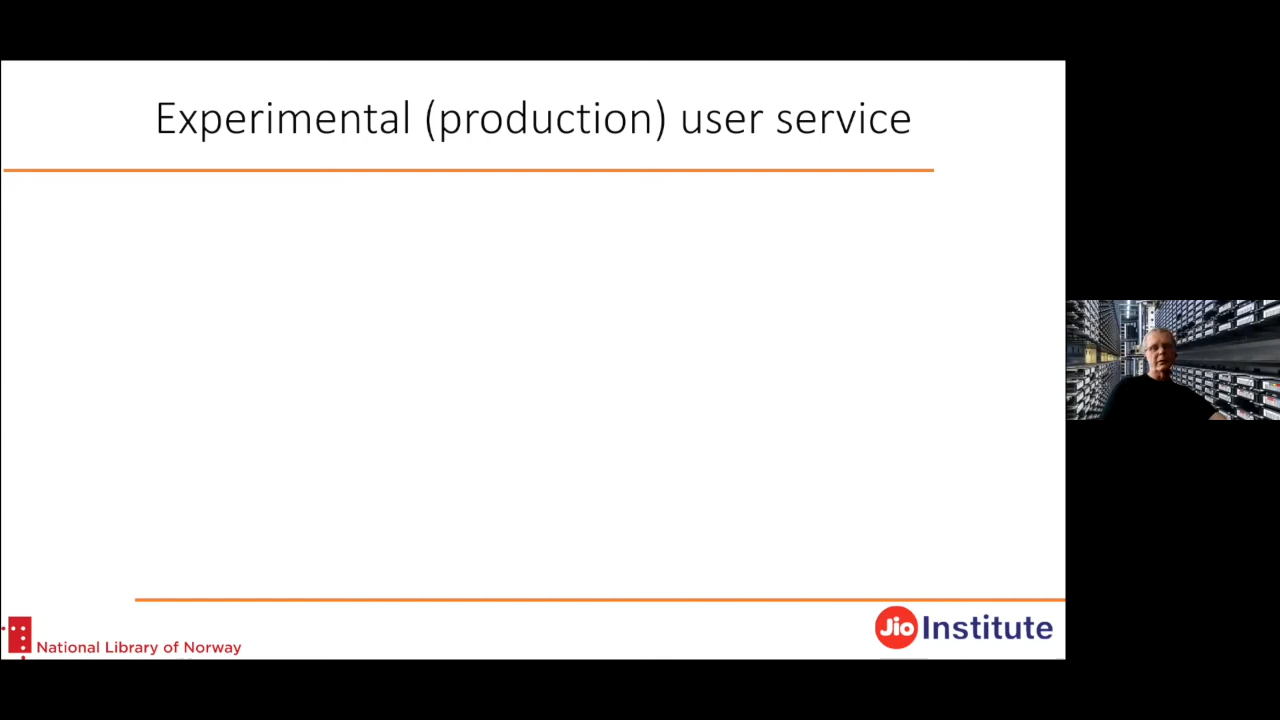 Experimental (production) user service
National Library of Norway
Jio Institute